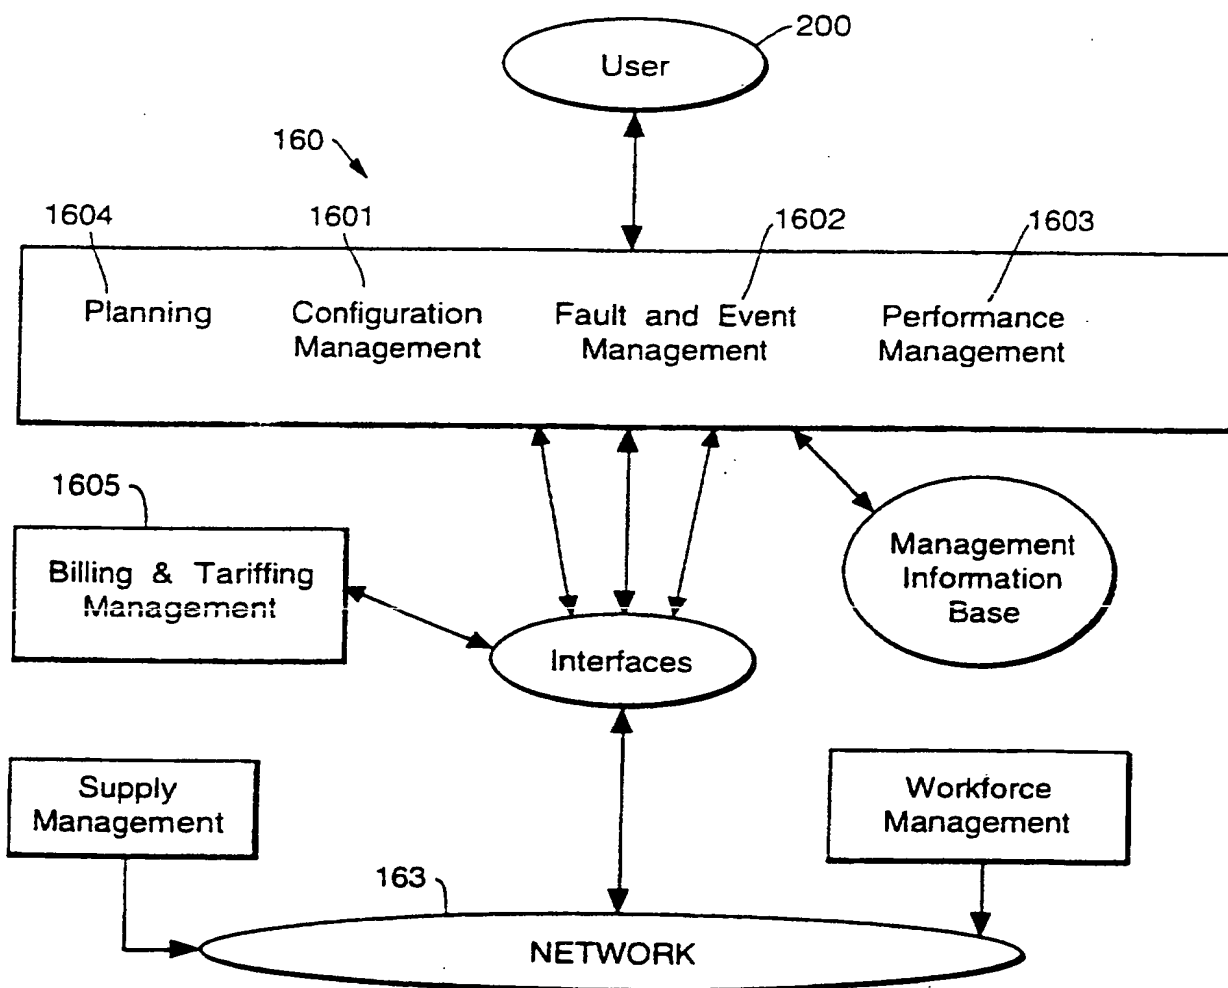 200
User
160
1604
1601
1602
1603
Planning
Configuration
Management
Fault and Event
Management
Performance
Management
1605
Billing & Tariffing
Management
Management
Information
Base
Interfaces
Supply
Management
Workforce
Management
163
NETWORK